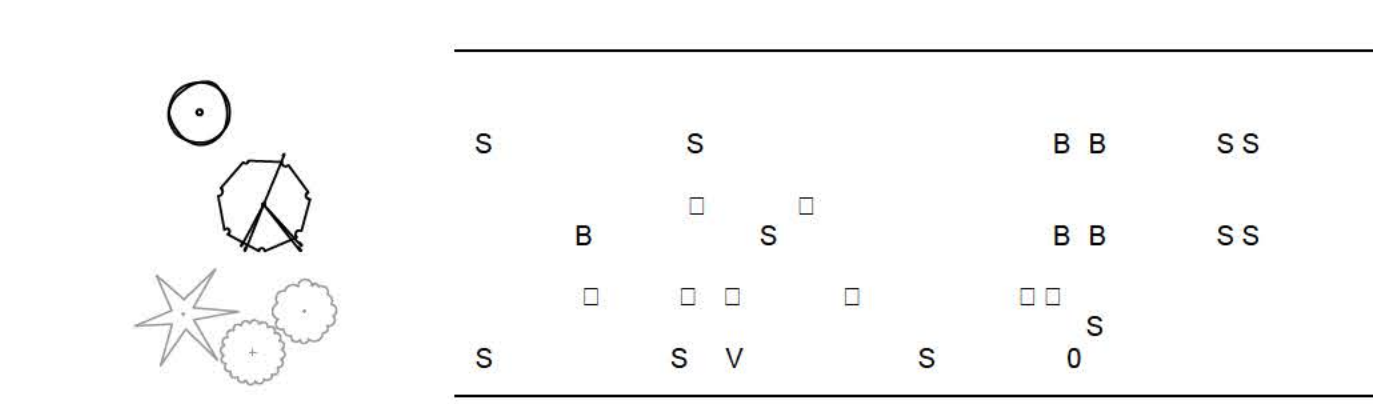 S S B B S S
□ □
B S B B S S
□ □ □ □ □ □
S
S S V S 0